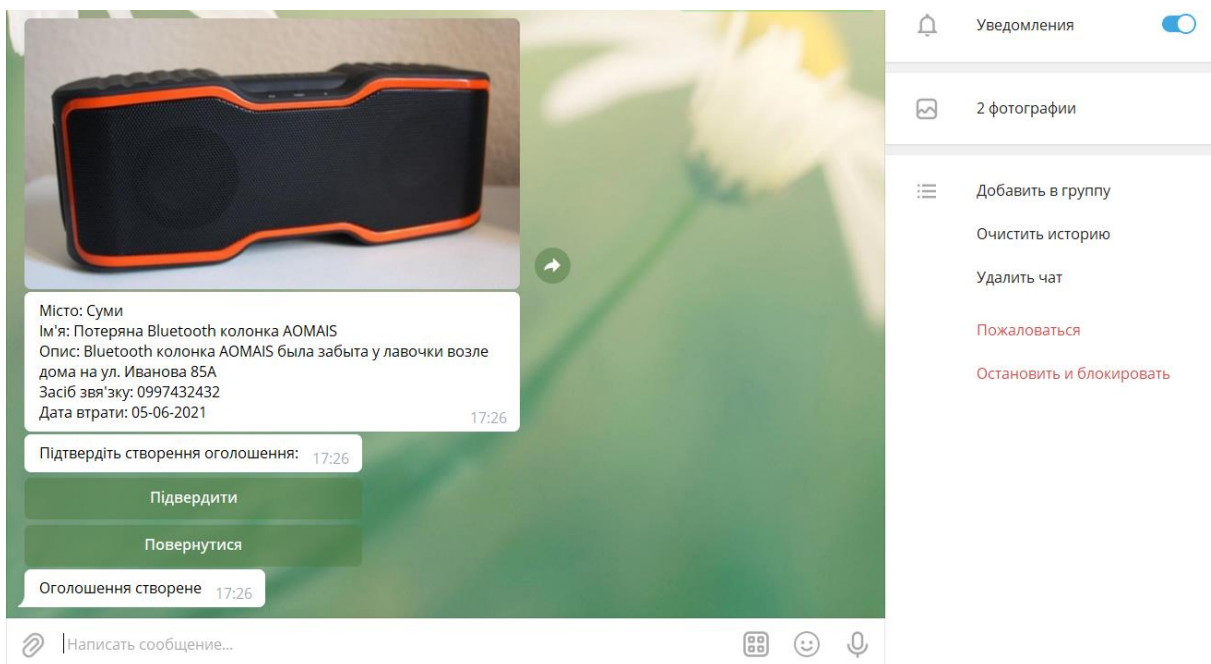 Місто: Суми
Ім'я: Потеряна Bluetooth колонка AOMAIS
Опис: Bluetooth колонка AOMAIS была забыта у лавочки возле
дома на ул. Иванова 85А
Засіб звя'зку: 0997432432
Дата втрати: 05-06-2021
17:26
Підтвердіть створення оголошення: 17:26
Підвердити
Повернутися
Оголошення створене 17:26
Написать сообщение...
Уведомления
2 фотографии
Добавить в группу
Очистить историю
Удалить чат
Пожаловаться
Остановить и блокировать